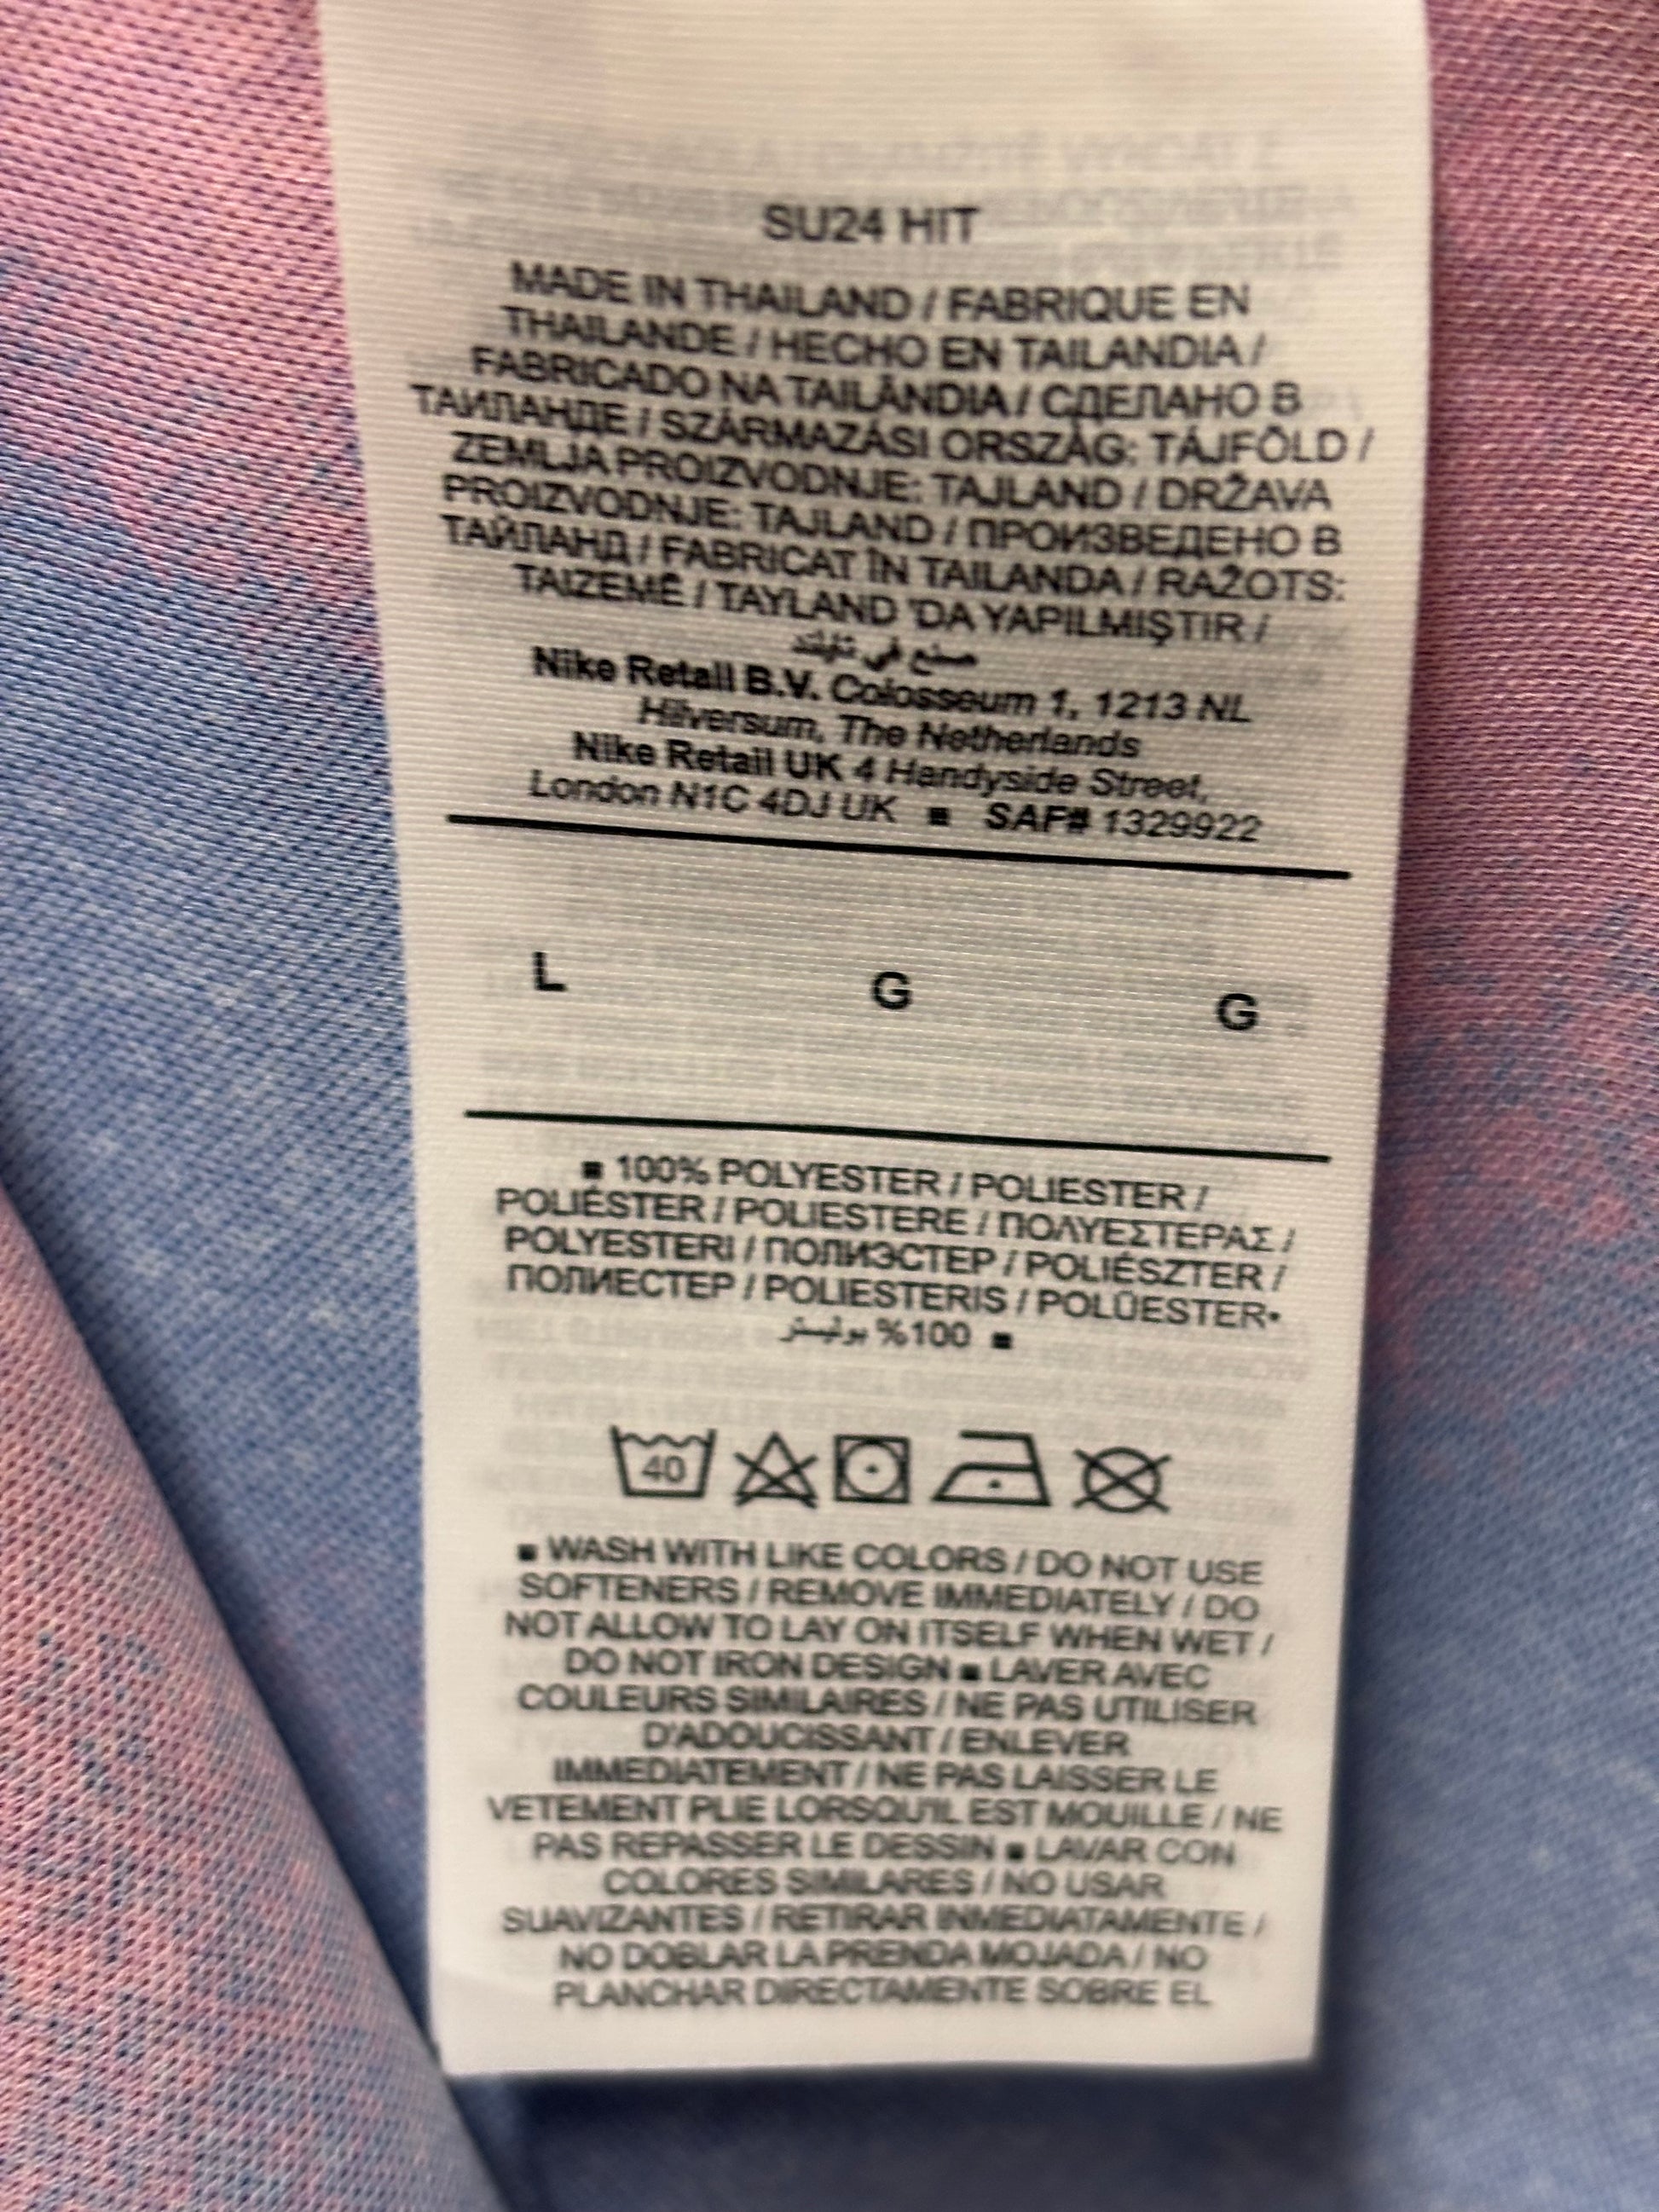 SU24 HIT
MADE IN THAILAND / FABRIQUE EN
THAILANDE / HECHO EN TAILANDIA /
FABRICADO NA TAILÂNDIA / СДЕЛАНО В
ТАИЛАНДЕ / SZÁRMAZÁSI ORSZÁG: TÁJFÖLD /
ZEMLJA PROIZVODNJE: TAJLAND / DRŽAVA
PROIZVODNJE: TAJLAND / ПРОИЗВЕДЕНО В
ТАЙЛАНД / FABRICAT ÎN TAILANDA / RAŽOTS:
TAIZEMĒ / TAYLAND 'DA YAPILMIŞTIR /
صنع في تايلند
Nike Retail B.V. Colosseum 1, 1213 NL
Hilversum, The Netherlands
Nike Retail UK 4 Handyside Street,
London N1C 4DJ UK ■ SAF# 1329922
L G G
■ 100% POLYESTER / POLIESTER /
POLIÉSTER / POLIESTERE / ΠΟΛΥΕΣΤΕΡΑΣ /
POLYESTERI / ПОЛИЭСТЕР / POLIÉSZTER /
ПОЛИЕСТЕР / POLIESTERIS / POLÜESTER•
■ 100% بوليستر
40
■ WASH WITH LIKE COLORS / DO NOT USE
SOFTENERS / REMOVE IMMEDIATELY / DO
NOT ALLOW TO LAY ON ITSELF WHEN WET /
DO NOT IRON DESIGN ■ LAVER AVEC
COULEURS SIMILAIRES / NE PAS UTILISER
D'ADOUCISSANT / ENLEVER
IMMEDIATEMENT / NE PAS LAISSER LE
VETEMENT PLIE LORSQU'IL EST MOUILLE / NE
PAS REPASSER LE DESSIN ■ LAVAR CON
COLORES SIMILARES / NO USAR
SUAVIZANTES / RETIRAR INMEDIATAMENTE /
NO DOBLAR LA PRENDA MOJADA / NO
PLANCHAR DIRECTAMENTE SOBRE EL